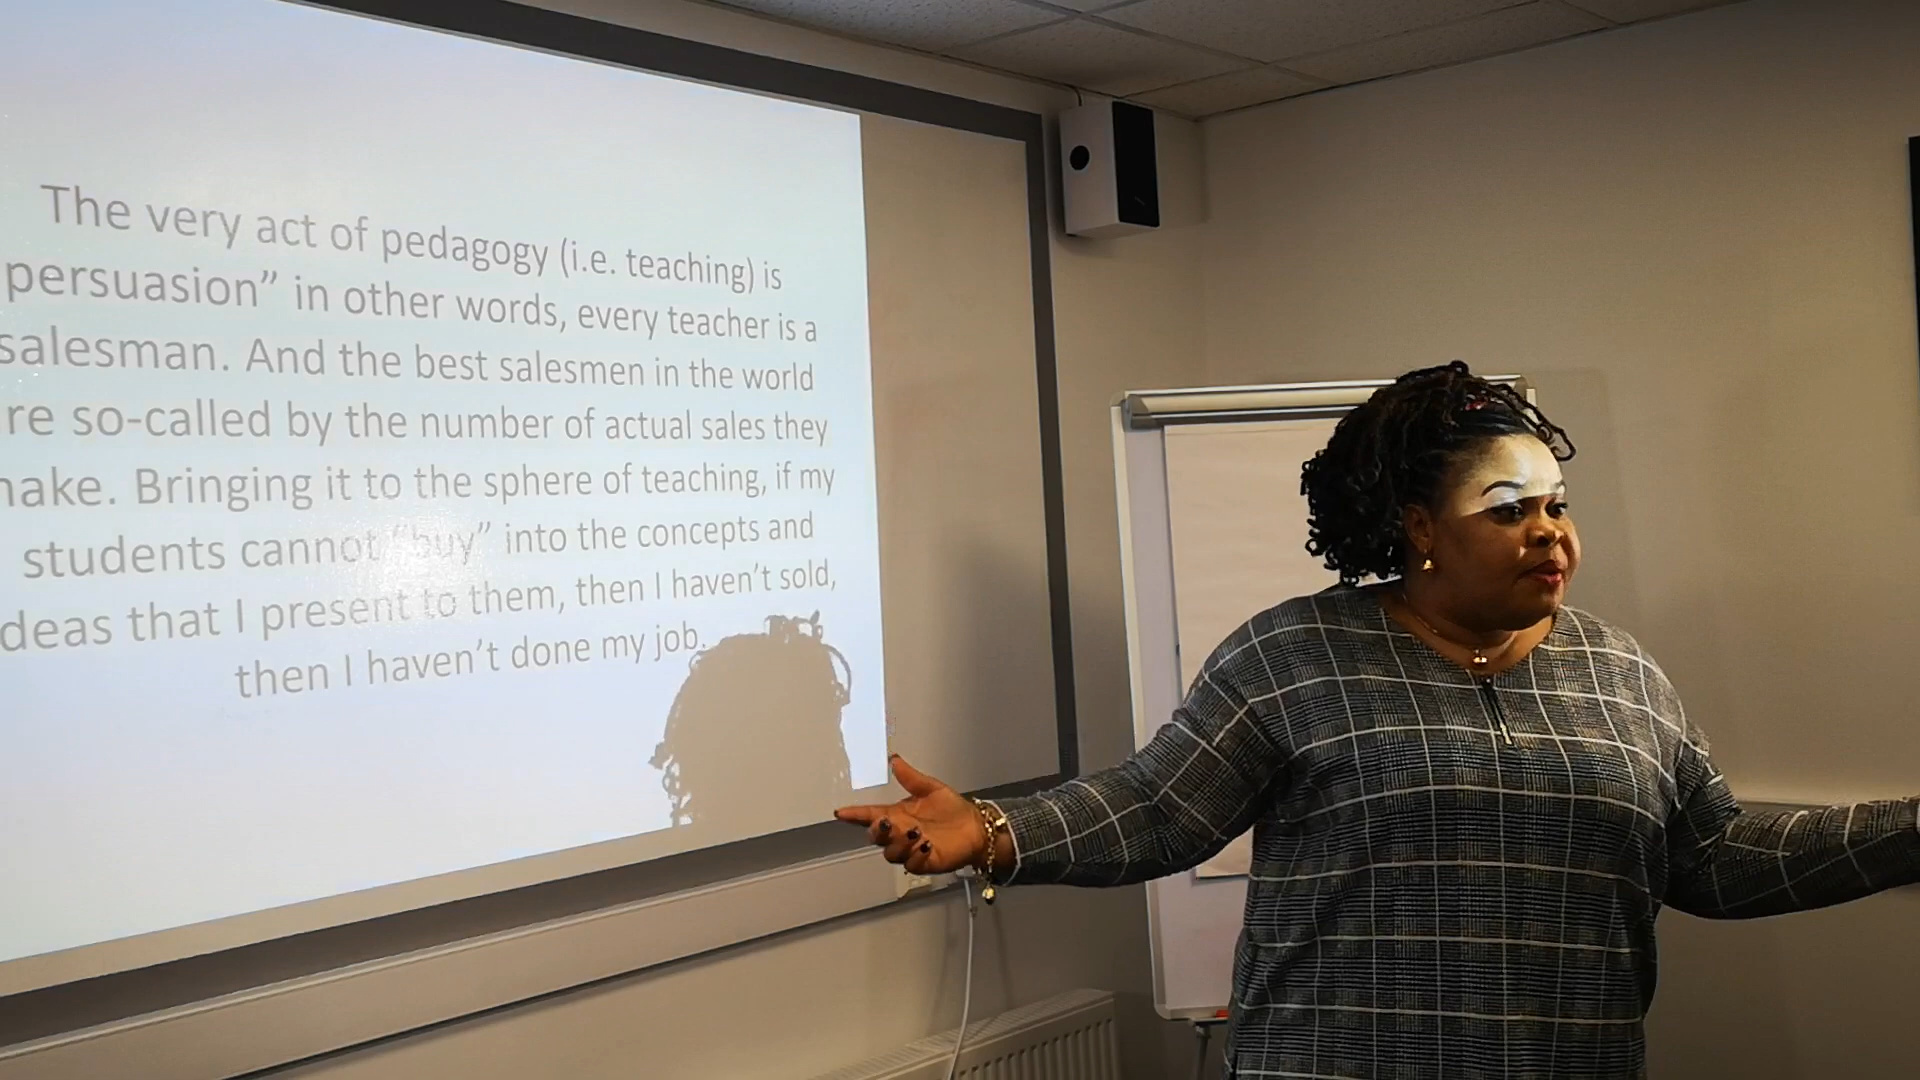 The very act of pedagogy (i.e. teaching) is
persuasion” in other words, every teacher is a
salesman. And the best salesmen in the world
re so-called by the number of actual sales they
ake. Bringing it to the sphere of teaching, if my
students cannot “buy” into the concepts and
deas that I present to them, then I haven’t sold,
then I haven’t done my job.